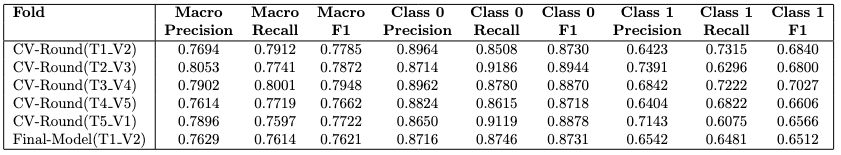 Fold Macro Macro Macro Class 0 Class 0 Class 0 Class 1 Class 1 Class 1
Precision Recall F1 Precision Recall F1 Precision Recall F1
CV-Round(T1_V2) 0.7694 0.7912 0.7785 0.8964 0.8508 0.8730 0.6423 0.7315 0.6840
CV-Round(T2_V3) 0.8053 0.7741 0.7872 0.8714 0.9186 0.8944 0.7391 0.6296 0.6800
CV-Round(T3_V4) 0.7902 0.8001 0.7948 0.8962 0.8780 0.8870 0.6842 0.7222 0.7027
CV-Round(T4_V5) 0.7614 0.7719 0.7662 0.8824 0.8615 0.8718 0.6404 0.6822 0.6606
CV-Round(T5_V1) 0.7896 0.7597 0.7722 0.8650 0.9119 0.8878 0.7143 0.6075 0.6566
Final-Model(T1_V2) 0.7629 0.7614 0.7621 0.8716 0.8746 0.8731 0.6542 0.6481 0.6512